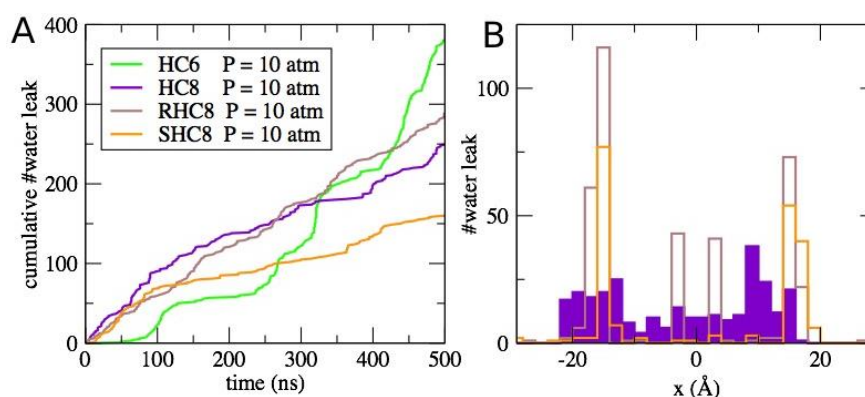 A
400
300
200
100
0
cumulative #water leak
HC6 P = 10 atm
HC8 P = 10 atm
RHC8 P = 10 atm
SHC8 P = 10 atm
0 100 200 300 400 500
time (ns)
B
100
50
0
#water leak
-20 0 20
x (Å)